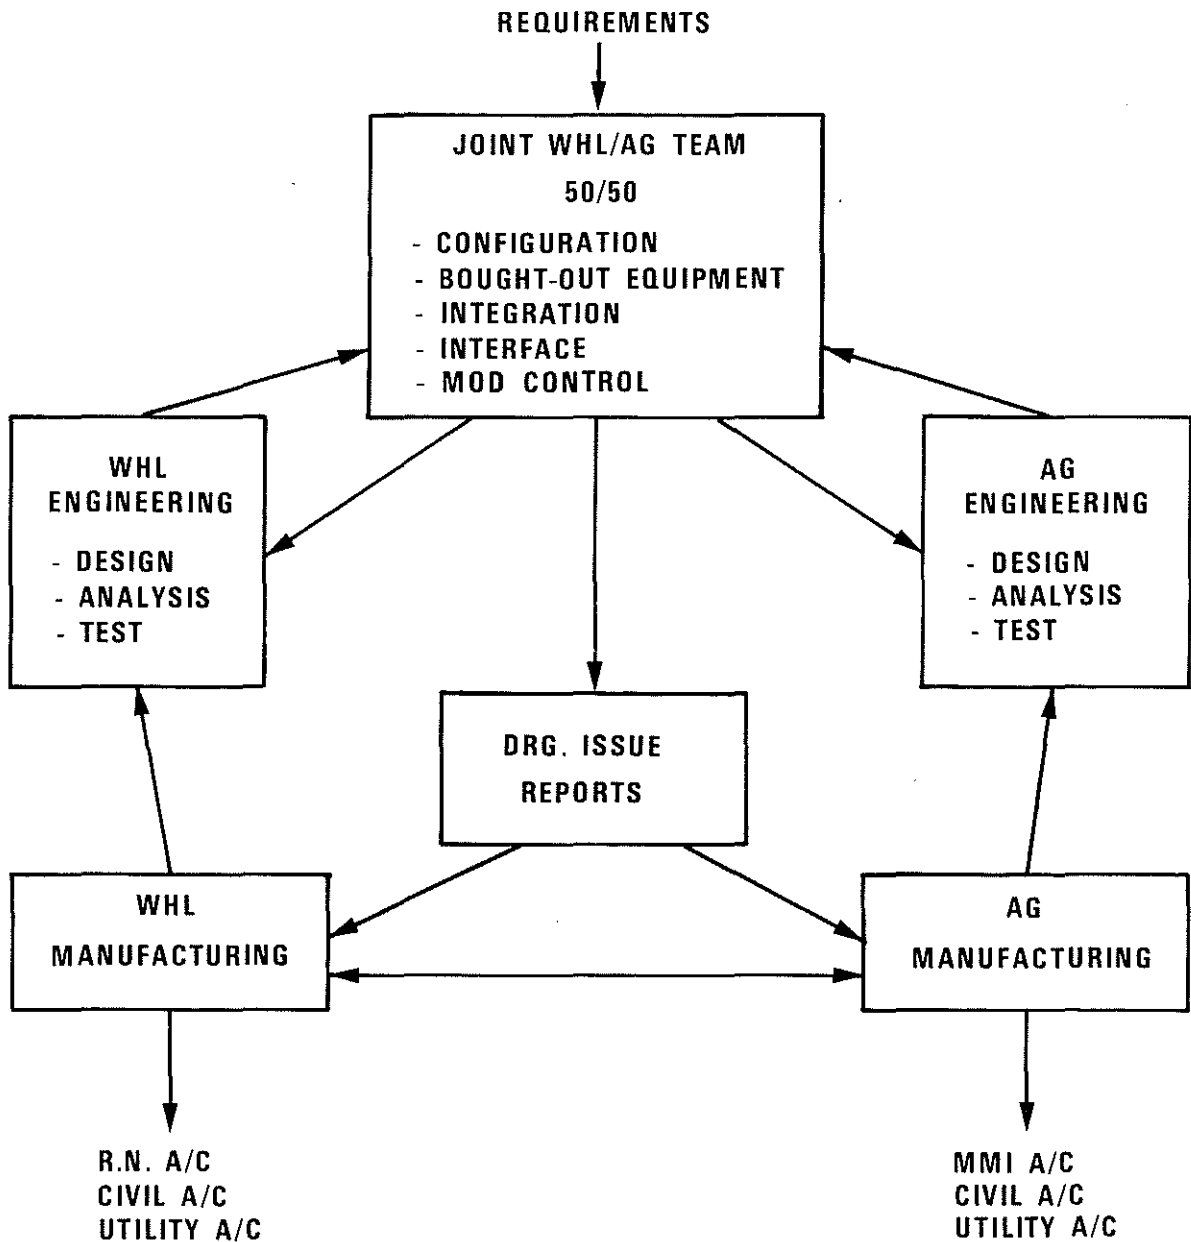 REQUIREMENTS
JOINT WHL/AG TEAM
50/50
- CONFIGURATION
- BOUGHT-OUT EQUIPMENT
- INTEGRATION
- INTERFACE
- MOD CONTROL
WHL
ENGINEERING
- DESIGN
- ANALYSIS
- TEST
AG
ENGINEERING
- DESIGN
- ANALYSIS
- TEST
DRG. ISSUE
REPORTS
WHL
MANUFACTURING
AG
MANUFACTURING
R.N. A/C
CIVIL A/C
UTILITY A/C
MMI A/C
CIVIL A/C
UTILITY A/C